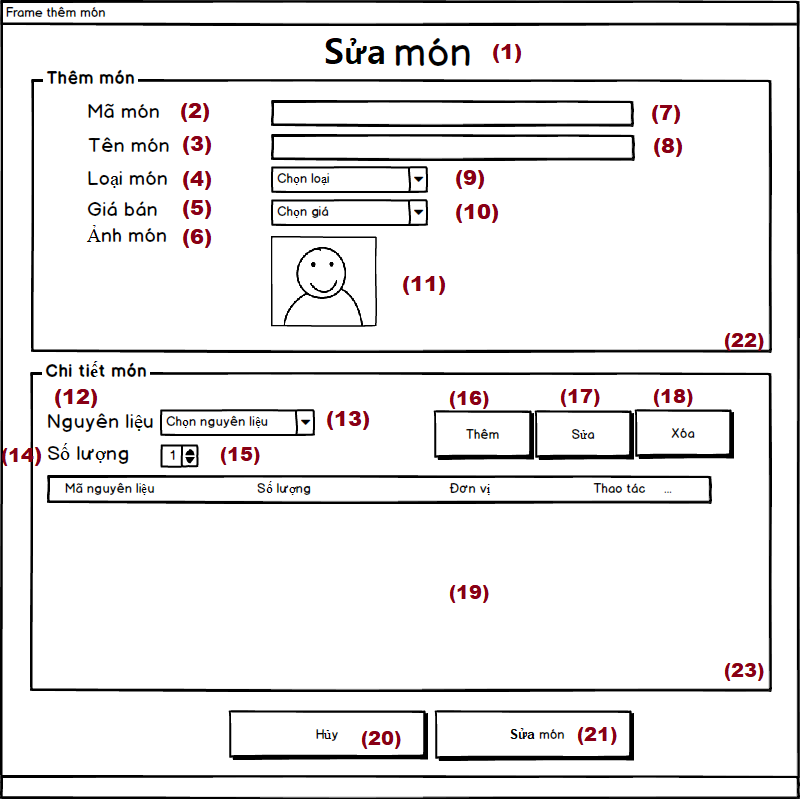 Frame thêm món
Sửa món (1)
Thêm món
Mã món (2) (7)
Tên món (3) (8)
Loại món (4) Chọn loại (9)
Giá bán (5) Chọn giá (10)
Ảnh món (6)
(11)
(22)
Chi tiết món
(12) (16) (17) (18)
Nguyên liệu Chọn nguyên liệu (13) Thêm Sửa Xóa
(14) Số lượng 1 (15)
Mã nguyên liệu Số lượng Đơn vị Thao tác ...
(19)
(23)
Hủy (20) Sửa món (21)